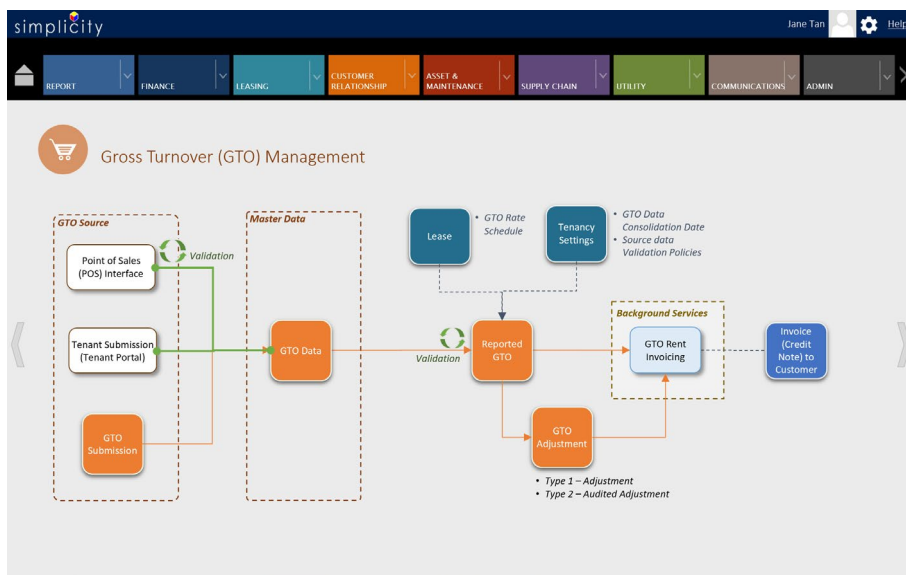 simplicity
Jane Tan
Help
REPORT
FINANCE
LEASING
CUSTOMER
RELATIONSHIP
ASSET &
MAINTENANCE
SUPPLY CHAIN
UTILITY
COMMUNICATIONS
ADMIN
Gross Turnover (GTO) Management
GTO Source
Master Data
Point of Sales
(POS) Interface
Validation
Tenant Submission
(Tenant Portal)
GTO
Submission
GTO Data
Lease
• GTO Rate
Schedule
Tenancy
Settings
• GTO Data
Consolidation Date
• Source data
Validation Policies
Validation
Reported
GTO
Background Services
GTO Rent
Invoicing
Invoice
(Credit
Note) to
Customer
GTO
Adjustment
• Type 1 – Adjustment
• Type 2 – Audited Adjustment